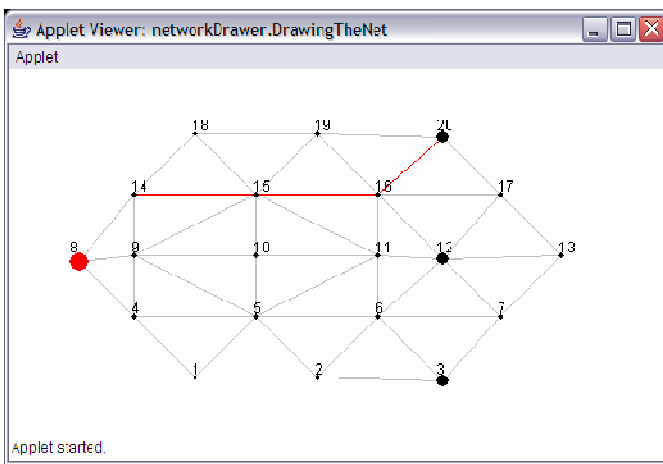 Applet Viewer: networkDrawer.DrawingTheNet
Applet
18 19 20
14 15 16 17
8 9 10 11 12 13
4 5 6 7
1 2 3
Applet started.